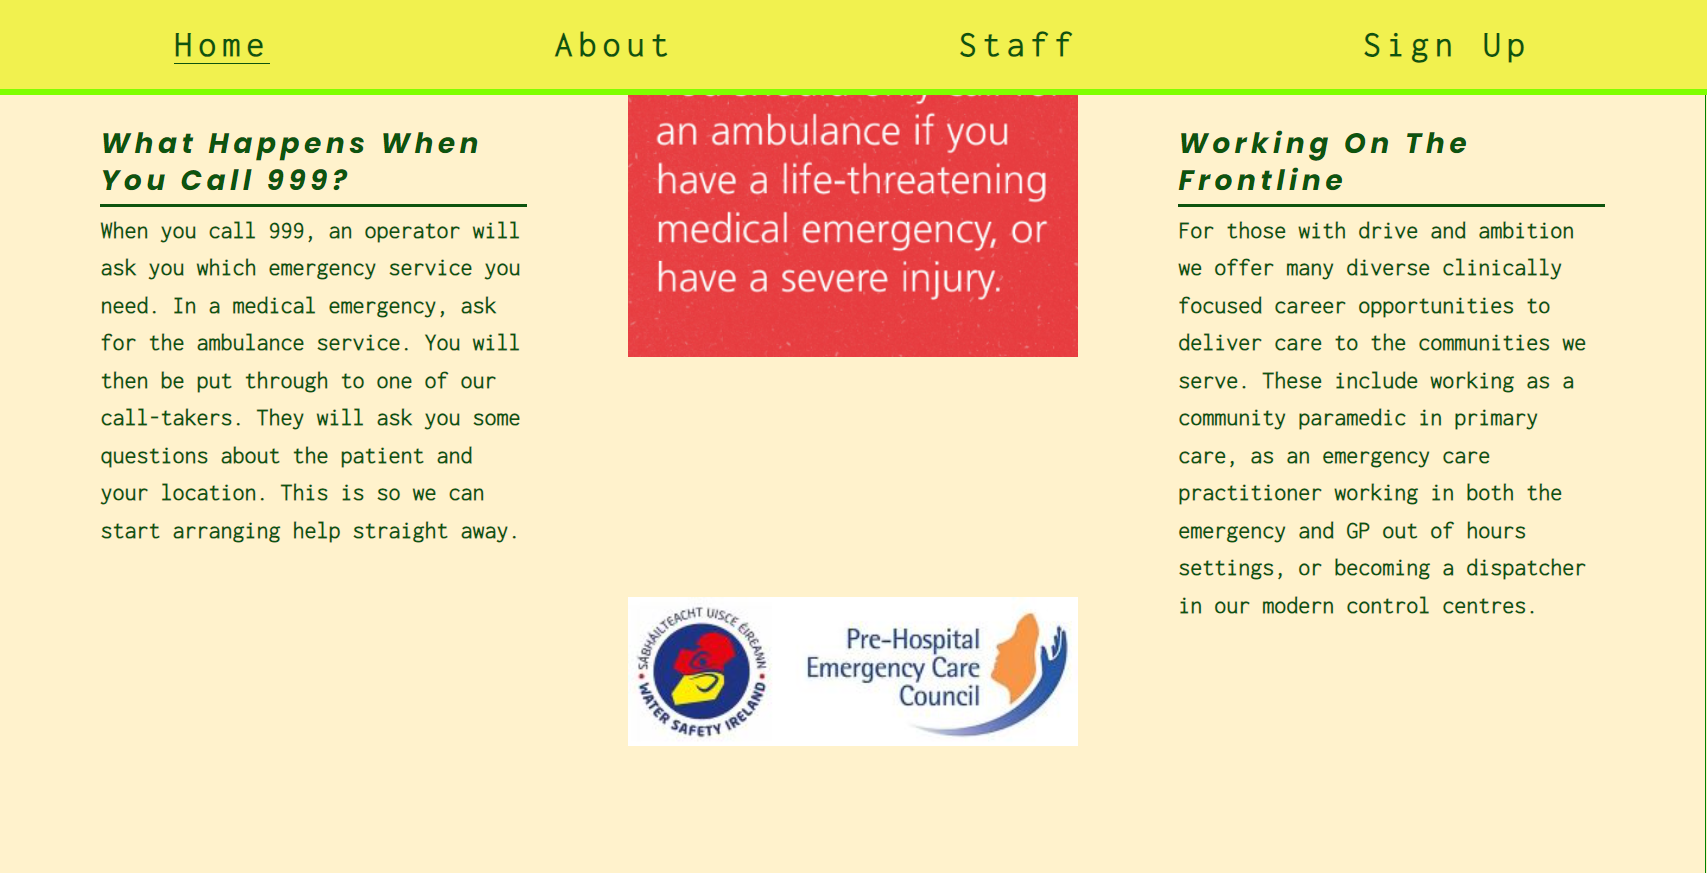 Home
About
Staff
Sign Up
What Happens When
You Call 999?
When you call 999, an operator will
ask you which emergency service you
need. In a medical emergency, ask
for the ambulance service. You will
then be put through to one of our
call-takers. They will ask you some
questions about the patient and
your location. This is so we can
start arranging help straight away.
an ambulance if you
have a life-threatening
medical emergency, or
have a severe injury.
SÁBHÁILTEACHT UISCE ÉIREANN
WATER SAFETY IRELAND
Pre-Hospital
Emergency Care
Council
Working On The
Frontline
For those with drive and ambition
we offer many diverse clinically
focused career opportunities to
deliver care to the communities we
serve. These include working as a
community paramedic in primary
care, as an emergency care
practitioner working in both the
emergency and GP out of hours
settings, or becoming a dispatcher
in our modern control centres.